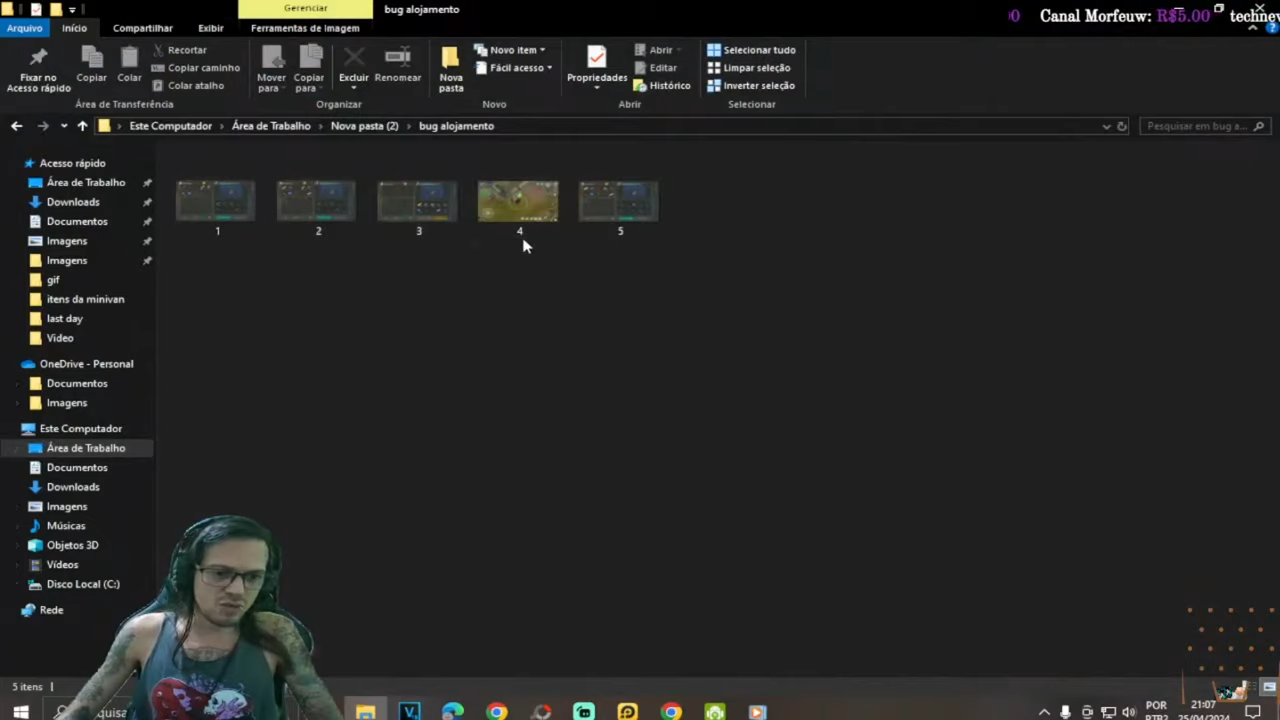 Gerenciar
bug alojamento
0 Canal Morfeuw: R$5.00 technev
Arquivo
Início
Compartilhar
Exibir
Ferramentas de Imagem
Fixar no
Acesso rápido
Copiar
Colar
Recortar
Copiar caminho
Colar atalho
Mover
para
Copiar
para
Excluir
Renomear
Nova
pasta
Novo item
Fácil acesso
Propriedades
Abrir
Editar
Histórico
Selecionar tudo
Limpar seleção
Inverter seleção
Área de Transferência
Organizar
Novo
Abrir
Selecionar
Este Computador
Área de Trabalho
Nova pasta (2)
bug alojamento
Pesquisar em bug a...
Acesso rápido
Área de Trabalho
Downloads
Documentos
Imagens
Imagens
gif
itens da minivan
last day
Video
OneDrive - Personal
Documentos
Imagens
Este Computador
Área de Trabalho
Documentos
Downloads
Imagens
Músicas
Objetos 3D
Vídeos
Disco Local (C:)
Rede
1
2
3
4
5
5 itens
quisa
POR
PTB2
21:07
25/04/2024